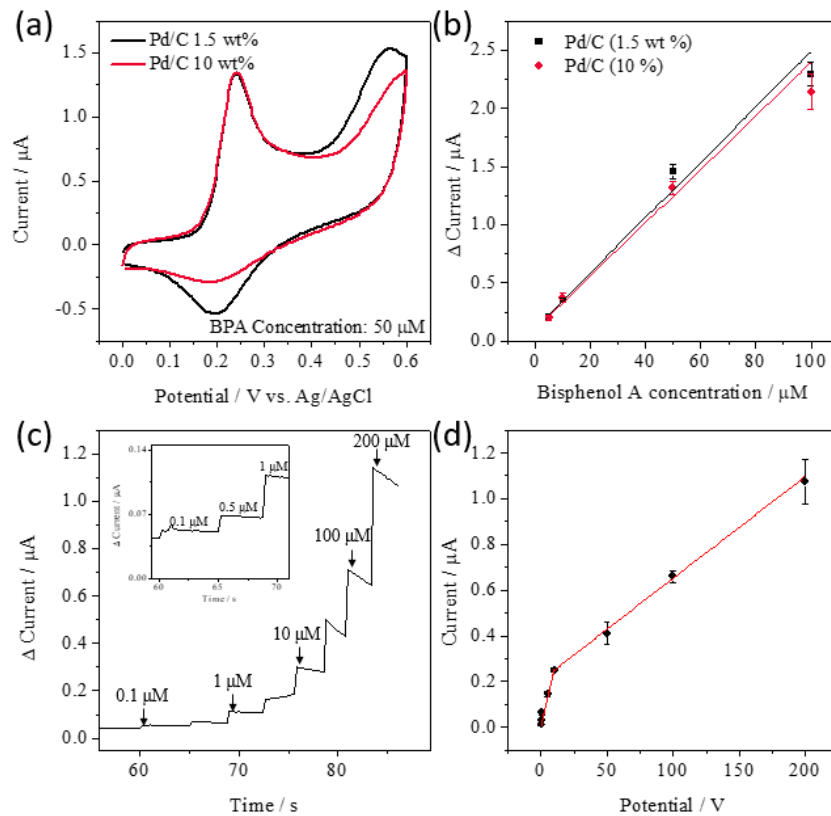 (a)
Pd/C 1.5 wt%
Pd/C 10 wt%
1.5
1.0
0.5
0.0
-0.5
Current / μA
BPA Concentration: 50 μM
0.0 0.1 0.2 0.3 0.4 0.5 0.6
Potential / V vs. Ag/AgCl
(b)
Pd/C (1.5 wt %)
Pd/C (10 %)
2.5
2.0
1.5
1.0
0.5
0.0
Δ Current / μA
0 20 40 60 80 100
Bisphenol A concentration / μM
(c)
1.2
1.0
0.8
0.6
0.4
0.2
0.0
Δ Current / μA
0.14
0.07
0.00
Δ Current / μA
0.1 μM
0.5 μM
1 μM
60 65 70
Time / s
200 μM
100 μM
10 μM
1 μM
0.1 μM
60 70 80
Time / s
(d)
1.2
1.0
0.8
0.6
0.4
0.2
0.0
Current / μA
0 50 100 150 200
Potential / V